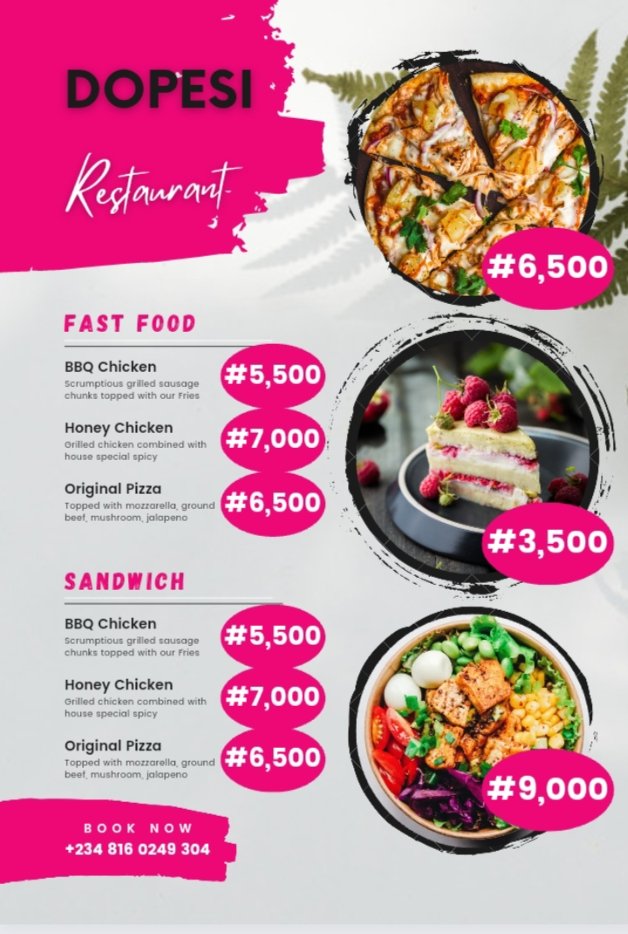 DOPESI
Restaurant
#6,500
FAST FOOD
BBQ Chicken
#5,500
Scrumptious grilled sausage
chunks topped with our Fries
Honey Chicken
#7,000
Grilled chicken combined with
house special spicy
Original Pizza
#6,500
Topped with mozzarella, ground
beef, mushroom, jalapeno
#3,500
SANDWICH
BBQ Chicken
#5,500
Scrumptious grilled sausage
chunks topped with our Fries
Honey Chicken
#7,000
Grilled chicken combined with
house special spicy
Original Pizza
#6,500
Topped with mozzarella, ground
beef, mushroom, jalapeno
#9,000
BOOK NOW
+234 816 0249 304